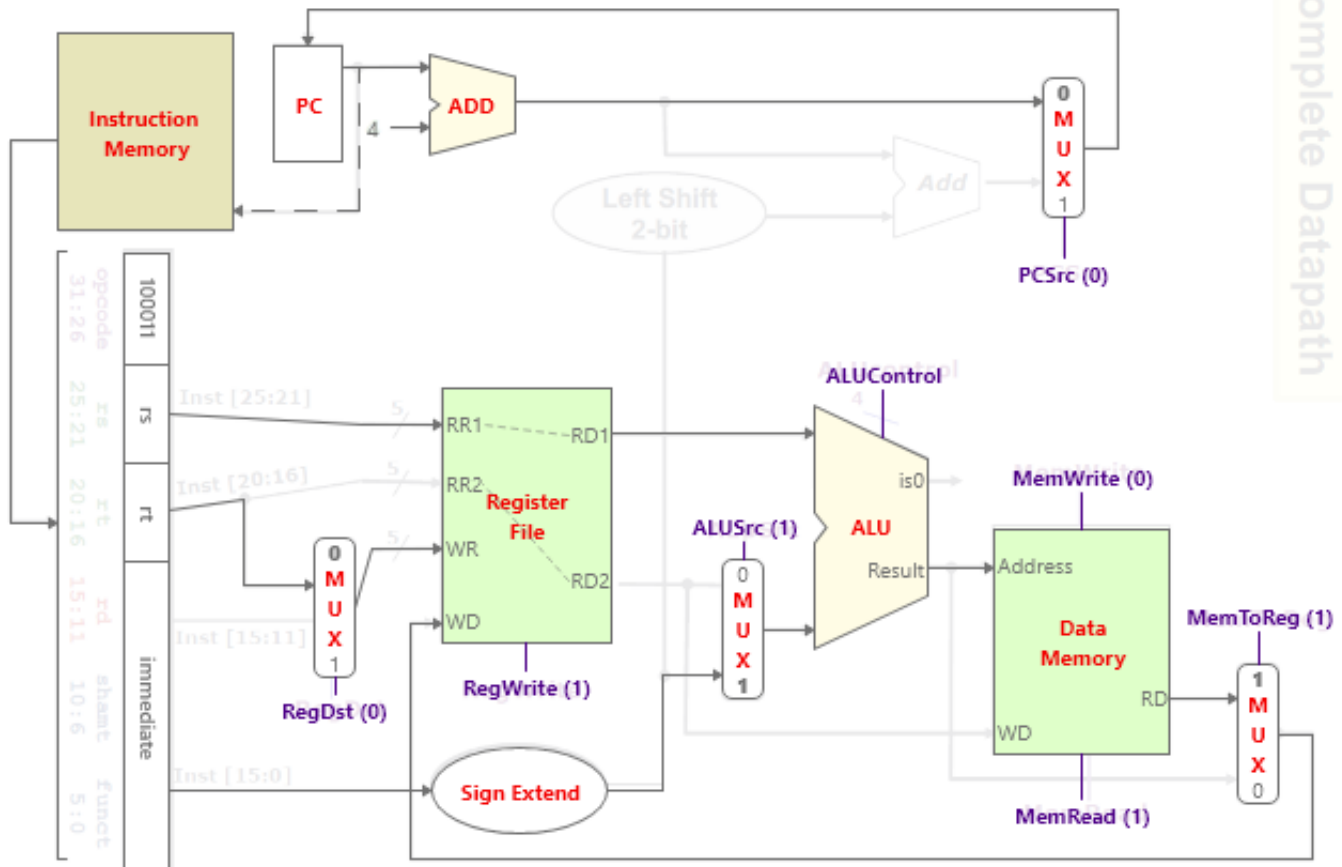 omplete Datapath
Instruction
Memory
PC
4
ADD
0
M
U
X
1
PCSrc (0)
Left Shift
2-bit
Add
opcode
31:26
rs
25:21
rt
20:16
rd
15:11
shamt
10:6
funct
5:0
100011
rs
rt
immediate
Inst [25:21]
Inst [20:16]
Inst [15:11]
Inst [15:0]
5
5
5
0
M
U
X
1
RegDst (0)
RR1
RR2
WR
WD
RD1
RD2
Register
File
RegWrite (1)
Sign Extend
ALUSrc (1)
0
M
U
X
1
ALUControl
4
ALU
is0
Result
MemWrite (0)
Address
Data
Memory
RD
WD
MemRead (1)
MemToReg (1)
1
M
U
X
0